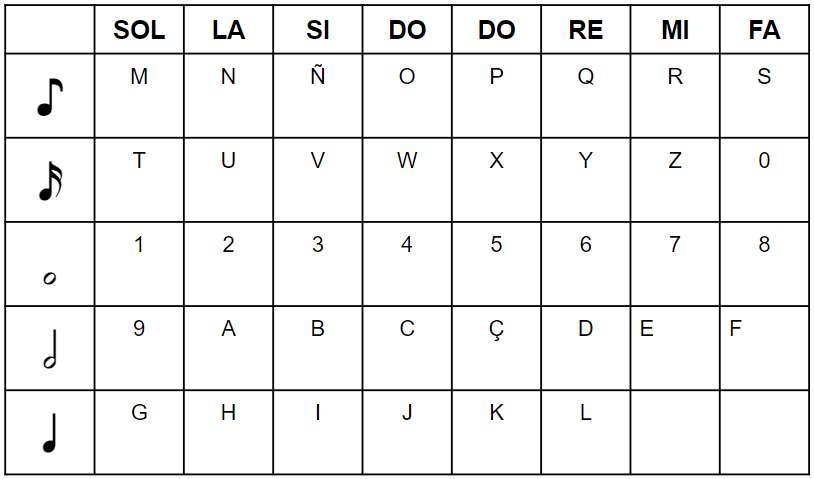 SOL LA SI DO DO RE MI FA
M N Ñ O P Q R S
T U V W X Y Z 0
1 2 3 4 5 6 7 8
9 A B C Ç D E F
G H I J K L